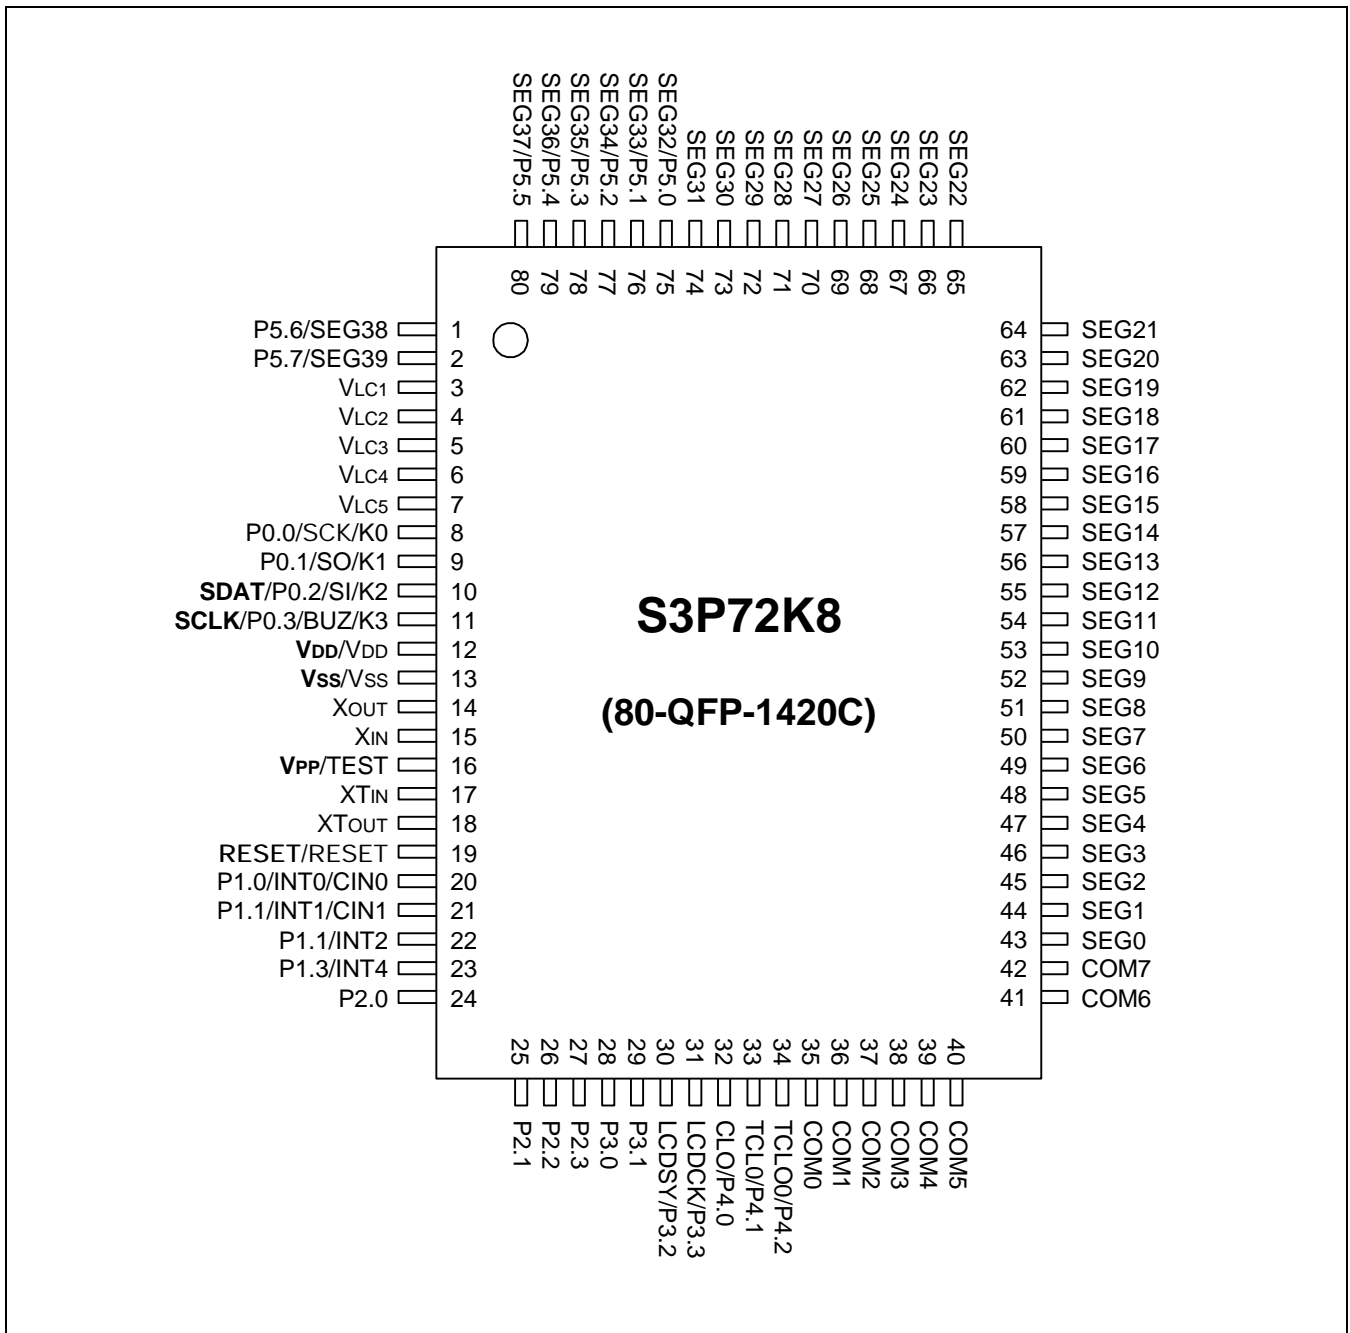 SEG37/P5.5
SEG36/P5.4
SEG35/P5.3
SEG34/P5.2
SEG33/P5.1
SEG32/P5.0
SEG31
SEG30
SEG29
SEG28
SEG27
SEG26
SEG25
SEG24
SEG23
SEG22
80
79
78
77
76
75
74
73
72
71
70
69
68
67
66
65
P5.6/SEG38 1
P5.7/SEG39 2
VLC1 3
VLC2 4
VLC3 5
VLC4 6
VLC5 7
P0.0/SCK/K0 8
P0.1/SO/K1 9
SDAT/P0.2/SI/K2 10
SCLK/P0.3/BUZ/K3 11
VDD/VDD 12
VSS/VSS 13
XOUT 14
XIN 15
VPP/TEST 16
XTIN 17
XTOUT 18
RESET/RESET 19
P1.0/INT0/CIN0 20
P1.1/INT1/CIN1 21
P1.1/INT2 22
P1.3/INT4 23
P2.0 24
S3P72K8
(80-QFP-1420C)
64 SEG21
63 SEG20
62 SEG19
61 SEG18
60 SEG17
59 SEG16
58 SEG15
57 SEG14
56 SEG13
55 SEG12
54 SEG11
53 SEG10
52 SEG9
51 SEG8
50 SEG7
49 SEG6
48 SEG5
47 SEG4
46 SEG3
45 SEG2
44 SEG1
43 SEG0
42 COM7
41 COM6
25
26
27
28
29
30
31
32
33
34
35
36
37
38
39
40
P2.1
P2.2
P2.3
P3.0
P3.1
LCDSY/P3.2
LCDCK/P3.3
CLO/P4.0
TCL0/P4.1
TCLO0/P4.2
COM0
COM1
COM2
COM3
COM4
COM5